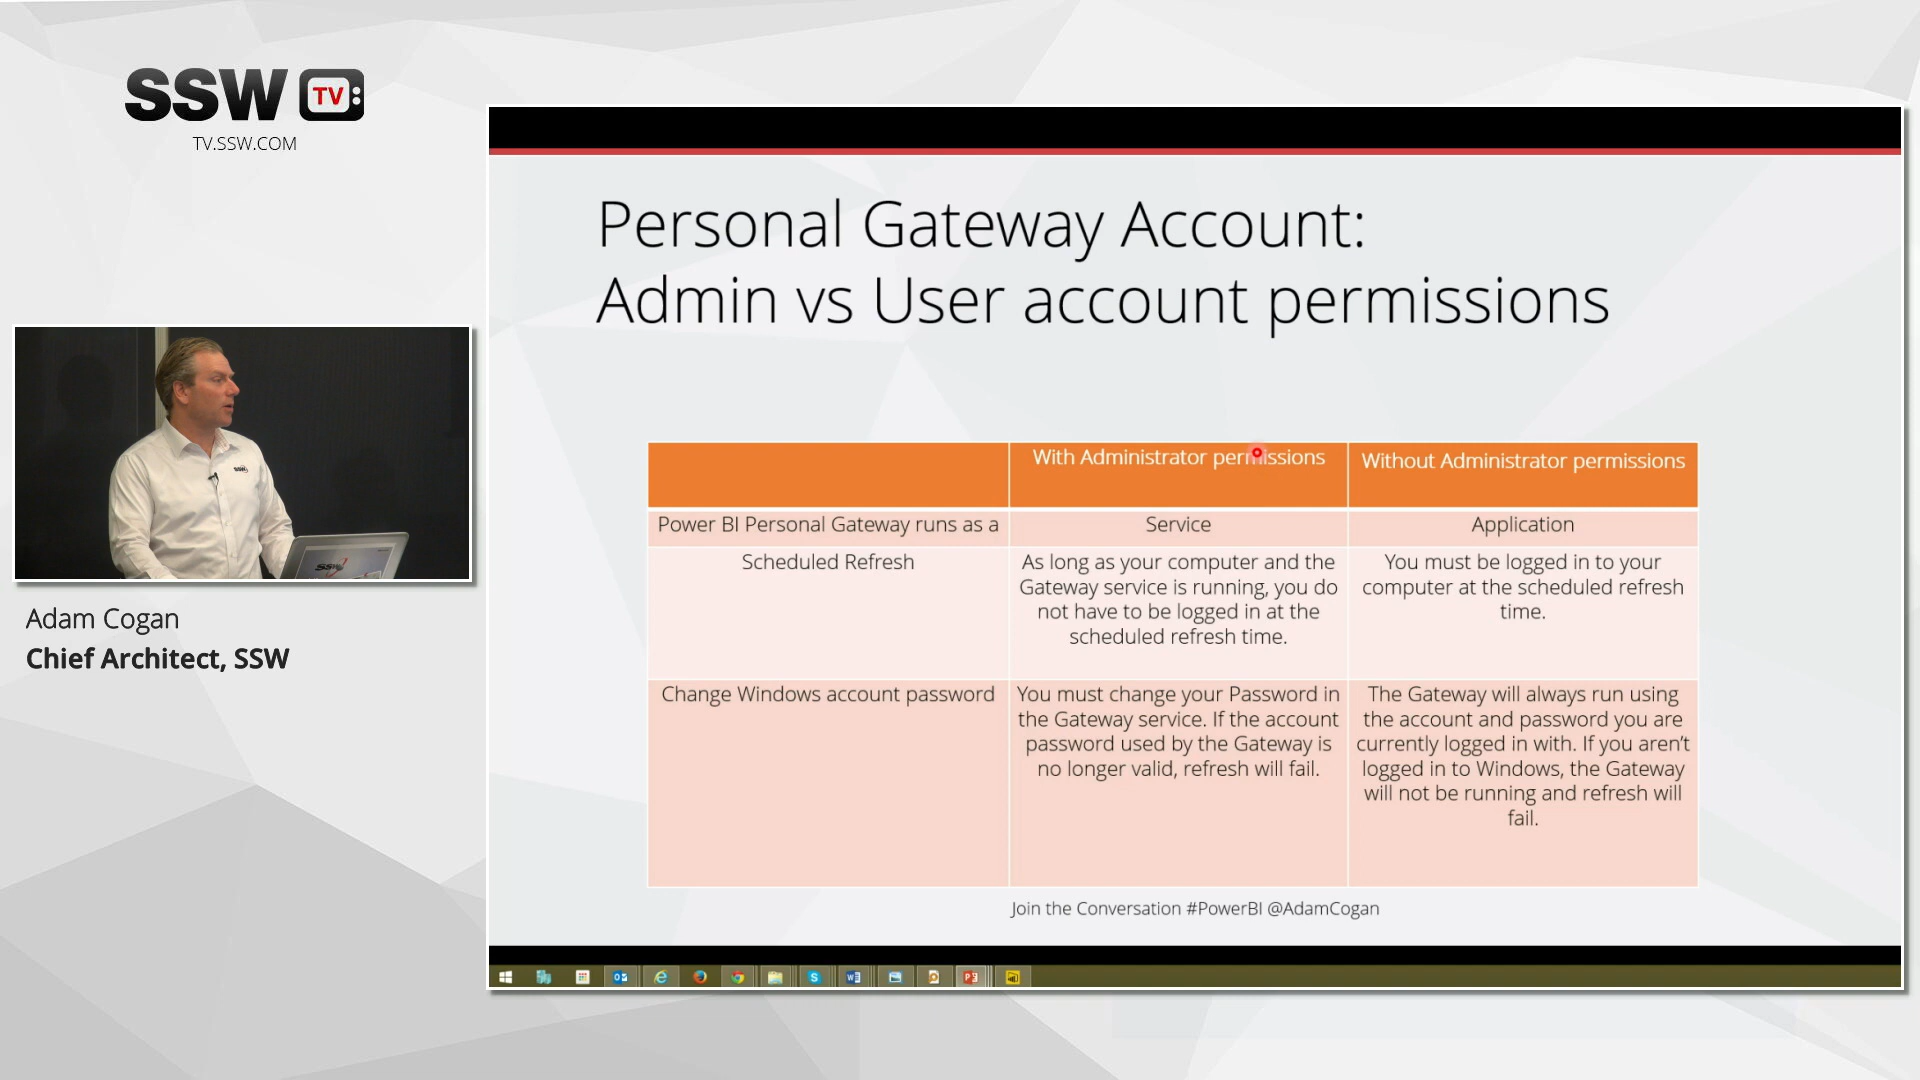 SSW TV:
TV.SSW.COM
Personal Gateway Account:
Admin vs User account permissions
SSW
SSW
Adam Cogan
Chief Architect, SSW
With Administrator permissions
Without Administrator permissions
Power BI Personal Gateway runs as a
Service
Application
Scheduled Refresh
As long as your computer and the
Gateway service is running, you do
not have to be logged in at the
scheduled refresh time.
You must be logged in to your
computer at the scheduled refresh
time.
Change Windows account password
You must change your Password in
the Gateway service. If the account
password used by the Gateway is
no longer valid, refresh will fail.
The Gateway will always run using
the account and password you are
currently logged in with. If you aren't
logged in to Windows, the Gateway
will not be running and refresh will
fail.
Join the Conversation #PowerBI @AdamCogan